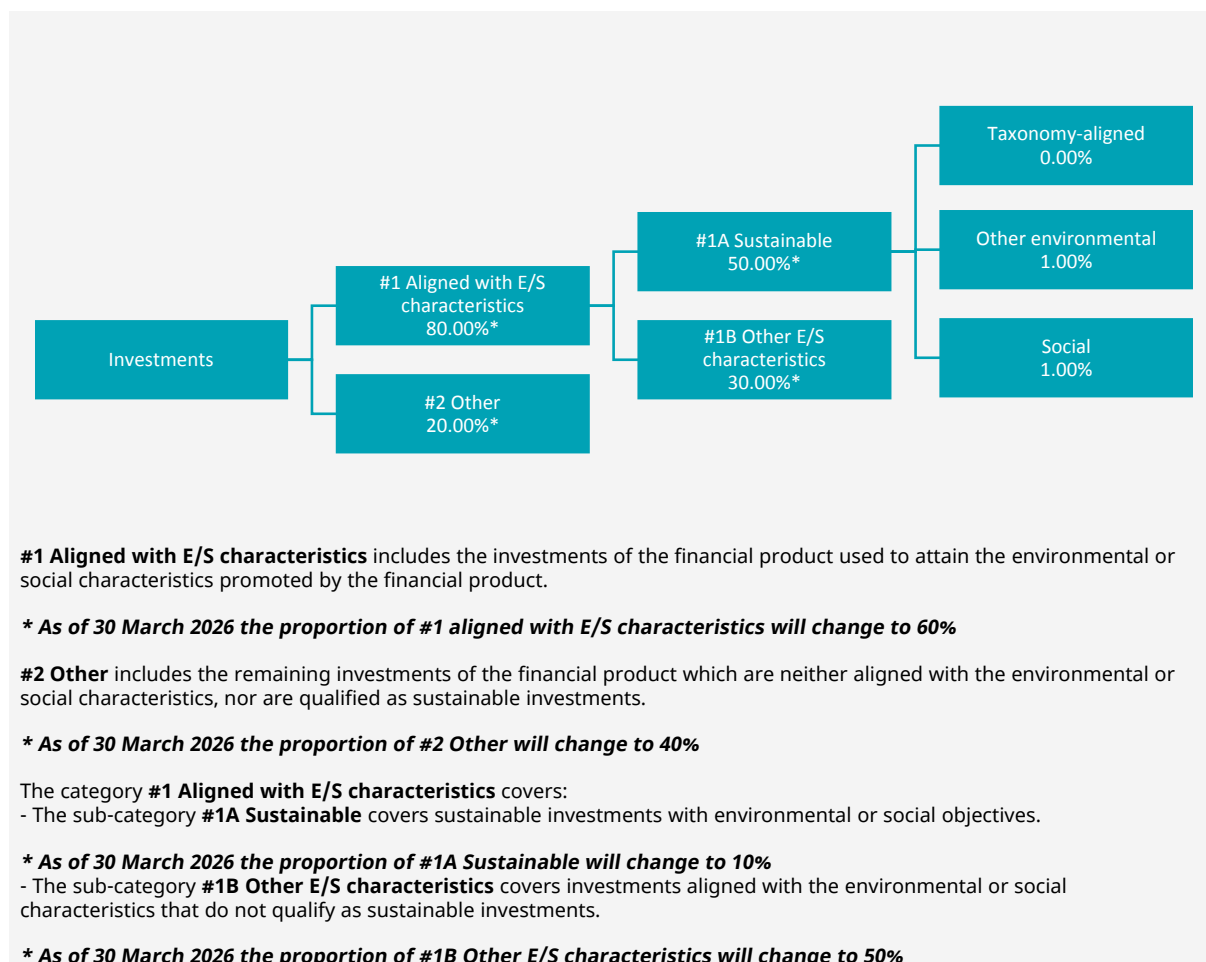 Taxonomy-aligned
0.00%
#1A Sustainable
50.00%*
Other environmental
1.00%
#1 Aligned with E/S
characteristics
80.00%*
Investments
#1B Other E/S
characteristics
30.00%*
Social
1.00%
#2 Other
20.00%*
#1 Aligned with E/S characteristics includes the investments of the financial product used to attain the environmental or
social characteristics promoted by the financial product.
* As of 30 March 2026 the proportion of #1 aligned with E/S characteristics will change to 60%
#2 Other includes the remaining investments of the financial product which are neither aligned with the environmental or
social characteristics, nor are qualified as sustainable investments.
* As of 30 March 2026 the proportion of #2 Other will change to 40%
The category #1 Aligned with E/S characteristics covers:
- The sub-category #1A Sustainable covers sustainable investments with environmental or social objectives.
* As of 30 March 2026 the proportion of #1A Sustainable will change to 10%
- The sub-category #1B Other E/S characteristics covers investments aligned with the environmental or social
characteristics that do not qualify as sustainable investments.
* As of 30 March 2026 the proportion of #1B Other E/S characteristics will change to 50%